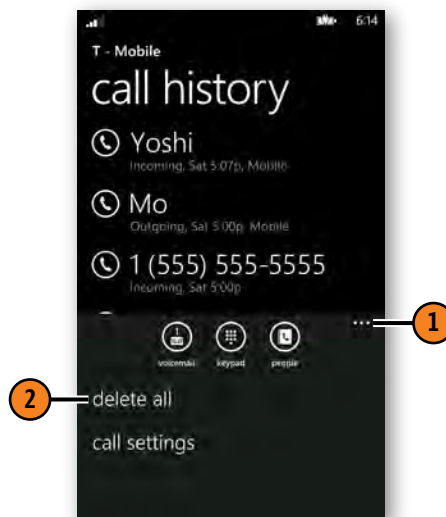 6:14
T - Mobile
call history
Yoshi
Incoming, Sat 5:07p, Mobile
Mo
Outgoing, Sat 5:00p, Mobile
1 (555) 555-5555
Incoming, Sat 5:00p
... 1
1
voicemail keypad people
2 delete all
call settings